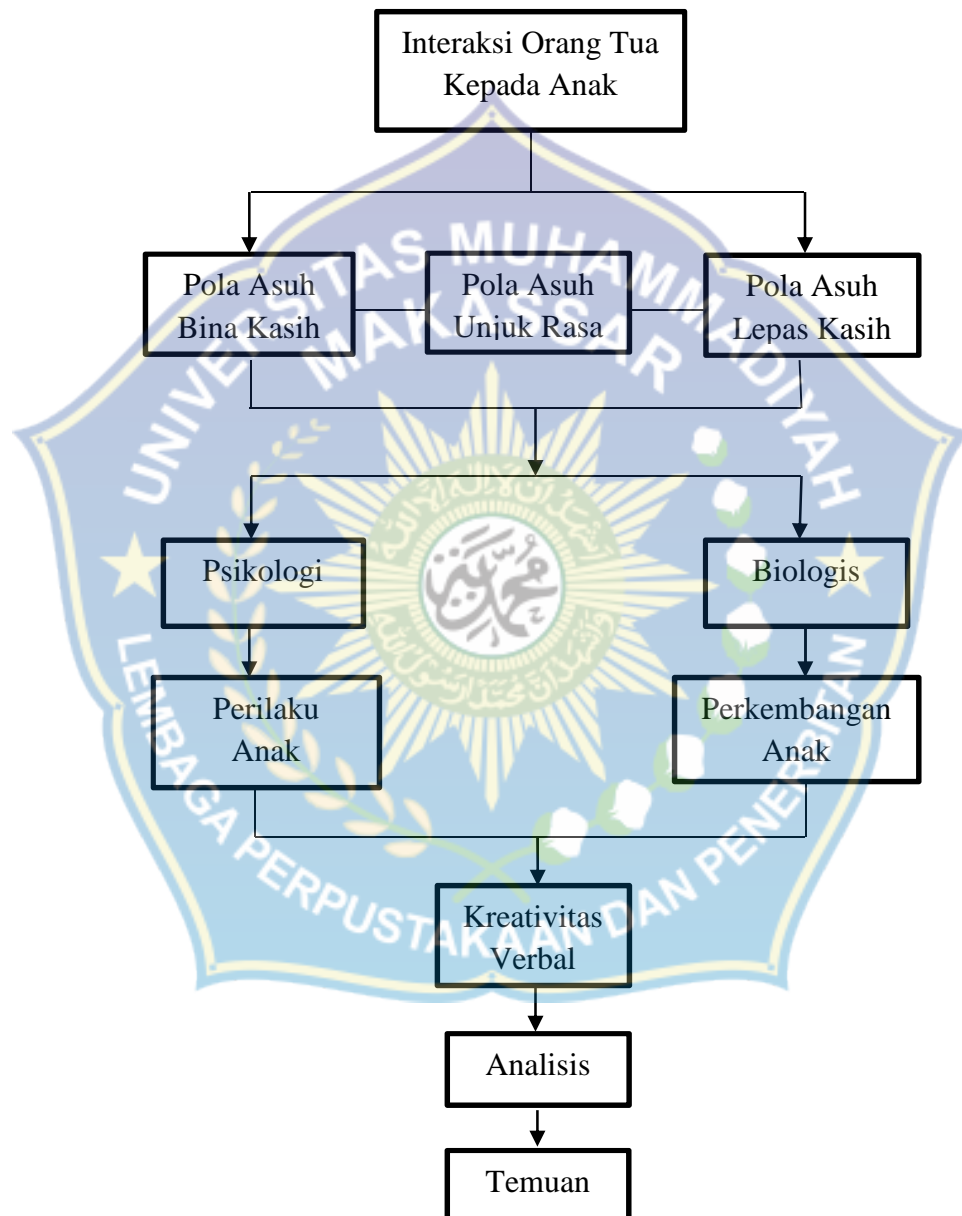 Interaksi Orang Tua
Kepada Anak
UNIVERSITAS MUHAMMADIYAH
MAKASSAR
Pola Asuh
Bina Kasih
Pola Asuh
Unjuk Rasa
Pola Asuh
Lepas Kasih
Psikologi
Biologis
Perilaku
Anak
Perkembangan
Anak
LEMBAGA PERPUSTAKAAN DAN PENERBITAN
Kreativitas
Verbal
Analisis
Temuan